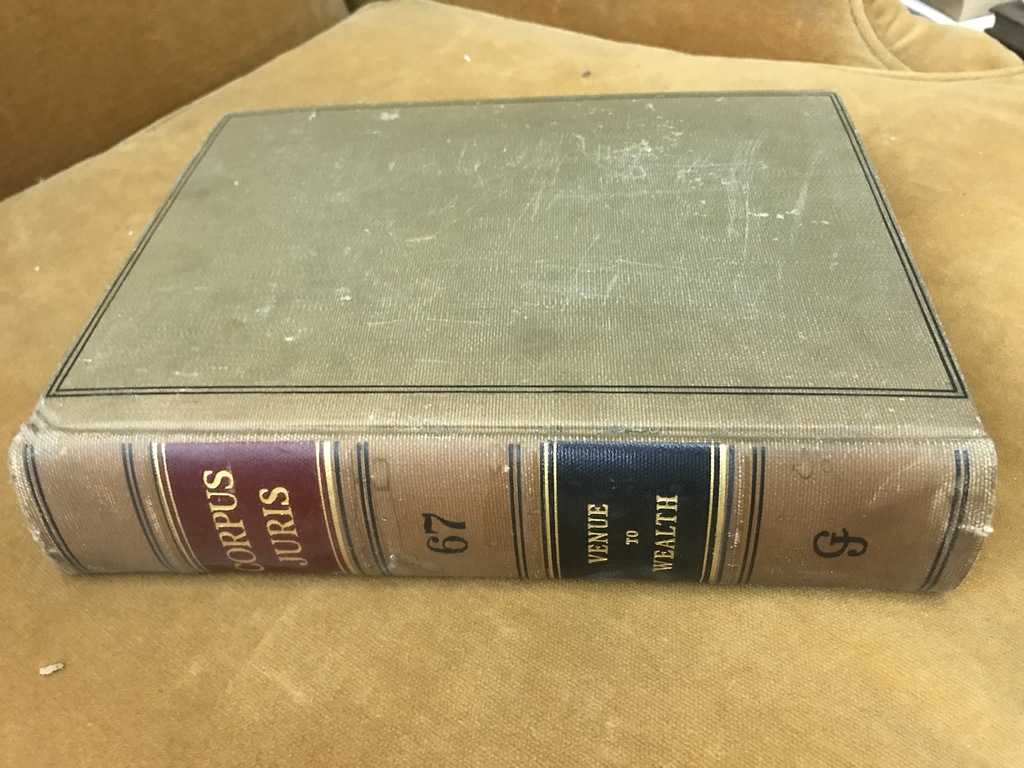 CORPUS
JURIS
67
VENUE
TO
WEALTH